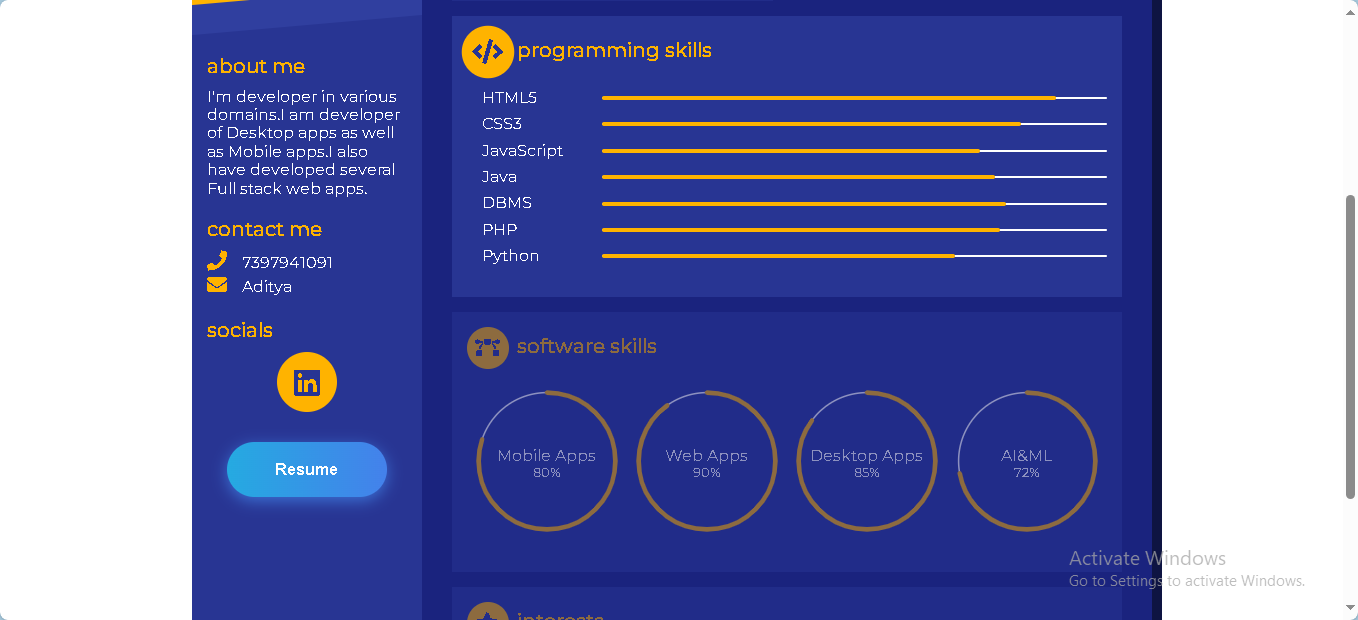 about me
I'm developer in various
domains.I am developer
of Desktop apps as well
as Mobile apps.I also
have developed several
Full stack web apps.
contact me
7397941091
Aditya
socials
in
Resume
programming skills
HTML5
CSS3
JavaScript
Java
DBMS
PHP
Python
software skills
Mobile Apps
80%
Web Apps
90%
Desktop Apps
85%
AI&ML
72%
interests
Activate Windows
Go to Settings to activate Windows.